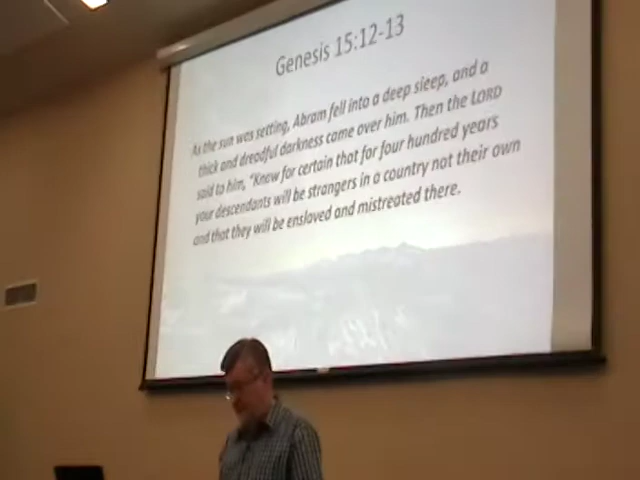 Genesis 15:12-13
As the sun was setting, Abram fell into a deep sleep, and a
thick and dreadful darkness came over him. Then the LORD
said to him, "Know for certain that for four hundred years
your descendants will be strangers in a country not their own
and that they will be enslaved and mistreated there.